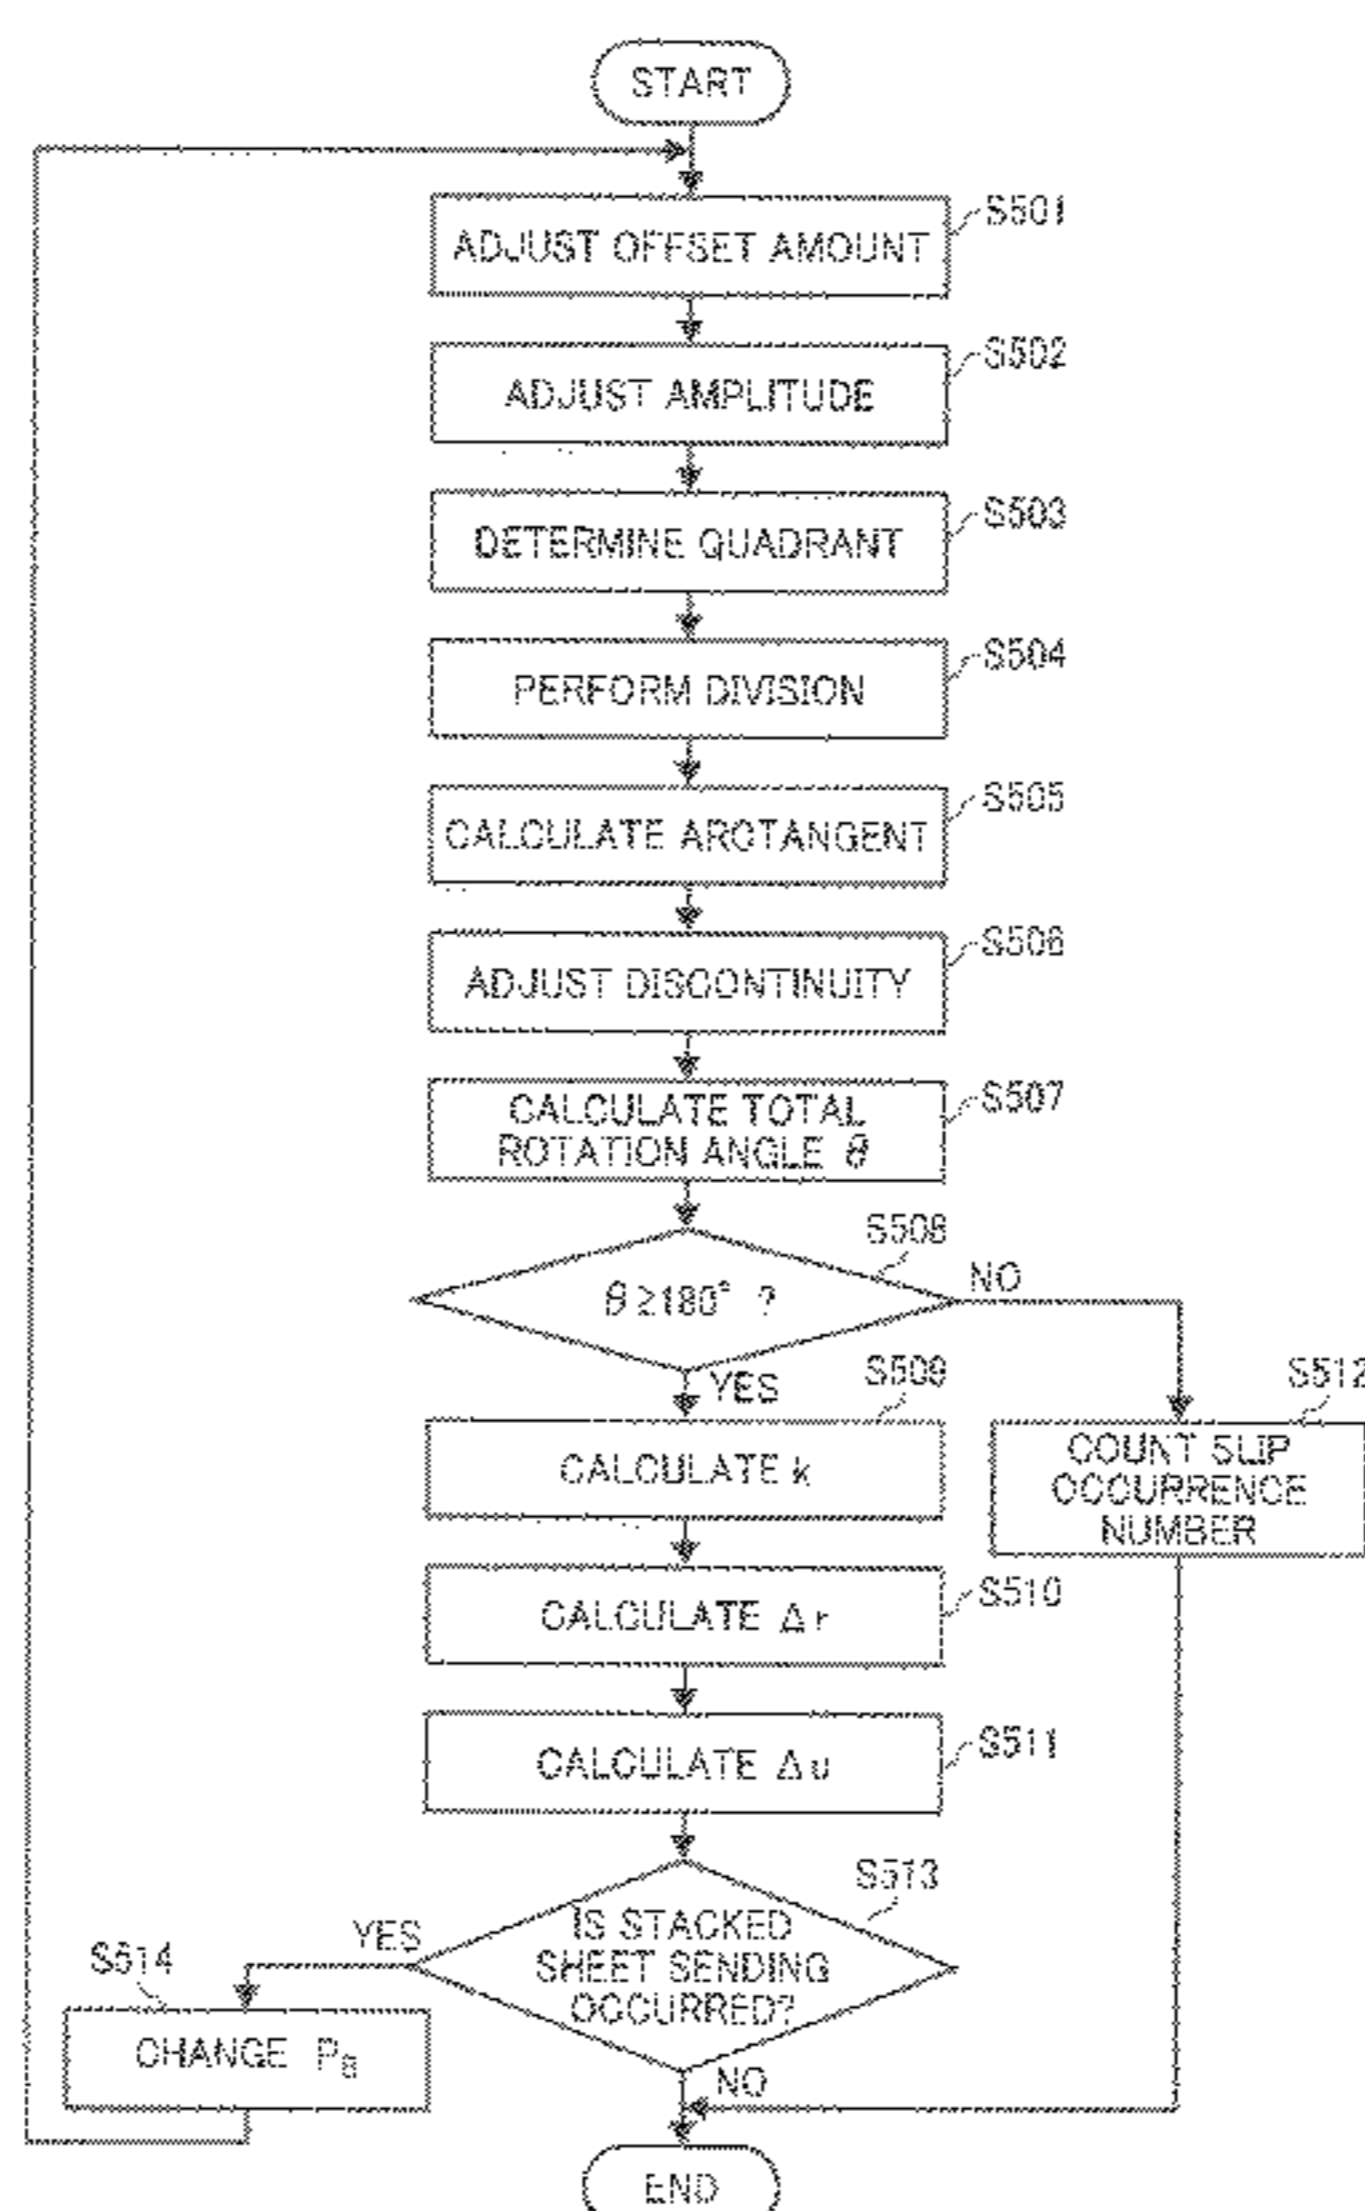 START
S501
ADJUST OFFSET AMOUNT
S502
ADJUST AMPLITUDE
S503
DETERMINE QUADRANT
S504
PERFORM DIVISION
S505
CALCULATE ARCTANGENT
S506
ADJUST DISCONTINUITY
S507
CALCULATE TOTAL
ROTATION ANGLE θ
S508
θ≥180° ?
NO
YES
S509
CALCULATE k
S512
COUNT SLIP
OCCURRENCE
NUMBER
S510
CALCULATE Δr
S511
CALCULATE Δu
S513
IS STACKED
SHEET SENDING
OCCURRED?
YES
S514
CHANGE PB
NO
END